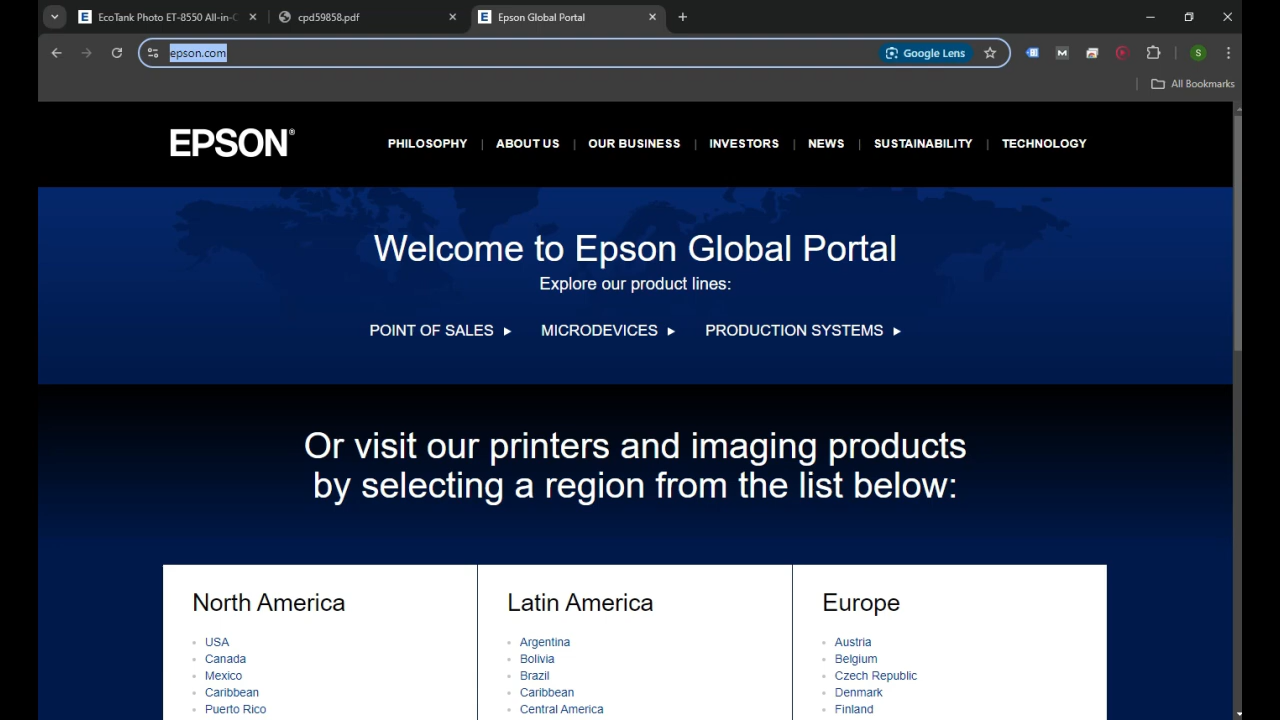 EcoTank Photo ET-8550 All-in-C
cpd59858.pdf
Epson Global Portal
epson.com
Google Lens
M
S
All Bookmarks
EPSON®
PHILOSOPHY | ABOUT US | OUR BUSINESS | INVESTORS | NEWS | SUSTAINABILITY | TECHNOLOGY
Welcome to Epson Global Portal
Explore our product lines:
POINT OF SALES
MICRODEVICES
PRODUCTION SYSTEMS
Or visit our printers and imaging products
by selecting a region from the list below:
North America
USA
Canada
Mexico
Caribbean
Puerto Rico
Latin America
Argentina
Bolivia
Brazil
Caribbean
Central America
Europe
Austria
Belgium
Czech Republic
Denmark
Finland